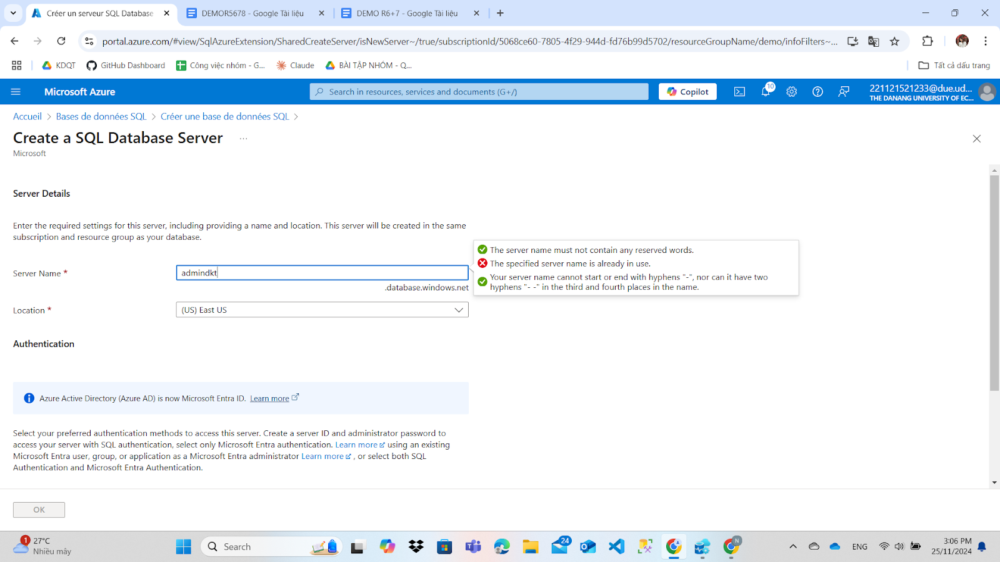 Créer un serveur SQL Database
DEMOR5678 - Google Tài liệu
DEMO R6+7 - Google Tài liệu
portal.azure.com/#view/SqlAzureExtension/SharedCreateServer/isNewServer~/true/subscriptionId/5068ce60-7805-4f29-944d-fd76b99d5702/resourceGroupName/demo/infoFilters~...
KDQT
GitHub Dashboard
Công việc nhóm - G...
Claude
BÀI TẬP NHÓM - Q...
Tất cả dấu trang
Microsoft Azure
Search in resources, services and documents (G+/)
Copilot
10
221121521233@due.ud...
THE DANANG UNIVERSITY OF EC...
Accueil > Bases de données SQL > Créer une base de données SQL >
Create a SQL Database Server ...
Microsoft
Server Details
Enter the required settings for this server, including providing a name and location. This server will be created in the same
subscription and resource group as your database.
The server name must not contain any reserved words.
The specified server name is already in use.
Your server name cannot start or end with hyphens "-", nor can it have two
hyphens "- -" in the third and fourth places in the name.
Server Name *
admindkt
.database.windows.net
Location *
(US) East US
Authentication
Azure Active Directory (Azure AD) is now Microsoft Entra ID. Learn more
Select your preferred authentication methods to access this server. Create a server ID and administrator password to
access your server with SQL authentication, select only Microsoft Entra authentication. Learn more using an existing
Microsoft Entra user, group, or application as a Microsoft Entra administrator Learn more , or select both SQL
Authentication and Microsoft Entra Authentication.
OK
1
27°C
Nhiều mây
Search
24
N
ENG
3:06 PM
25/11/2024